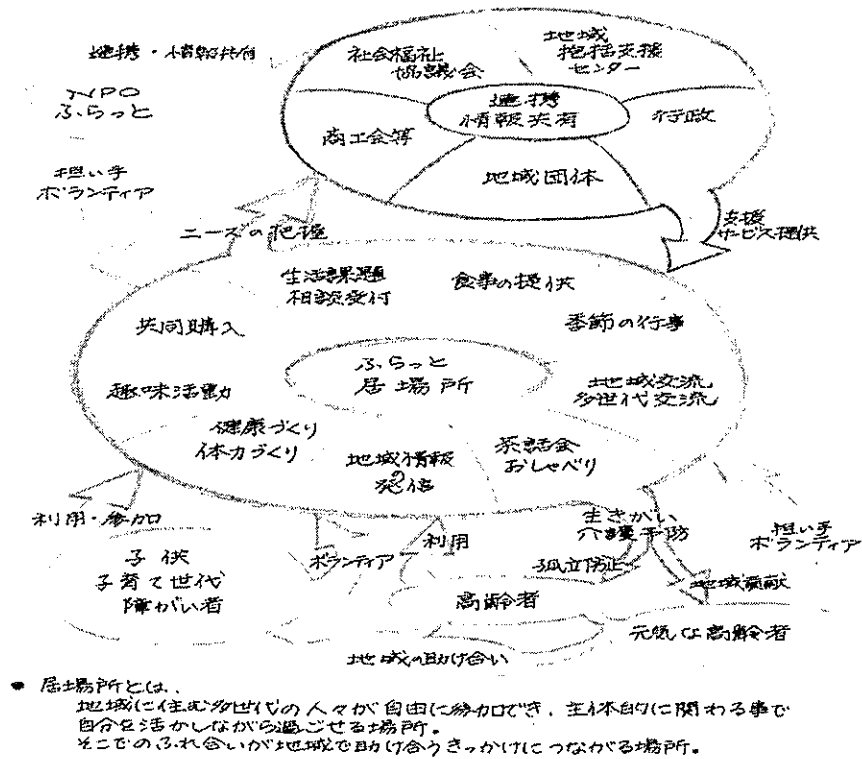 連携・情報共有
NPO
ふらっと
担い手
ボランティア
社会福祉
協議会
地域
包括支援
センター
連携
情報共有
商工会等
行政
地域団体
ニーズの把握
支援
サービス提供
生活課題
相談受付
食事の提供
共同購入
季節の行事
ふらっと
居場所
趣味活動
地域交流
多世代交流
健康づくり
体力づくり
地域情報
発信
茶話会
おしゃべり
利用・参加
子供
子育て世代
障がい者
ボランティア
利用
生きがい
介護予防
孤立防止
担い手
ボランティア
高齢者
地域貢献
元気な高齢者
地域の助け合い
• 居場所とは、
地域に住む多世代の人々が自由に参加でき、主体的に関わる事で
自分を活かしながら過ごせる場所。
そこでのふれ合いが地域で助け合うきっかけにつながる場所。